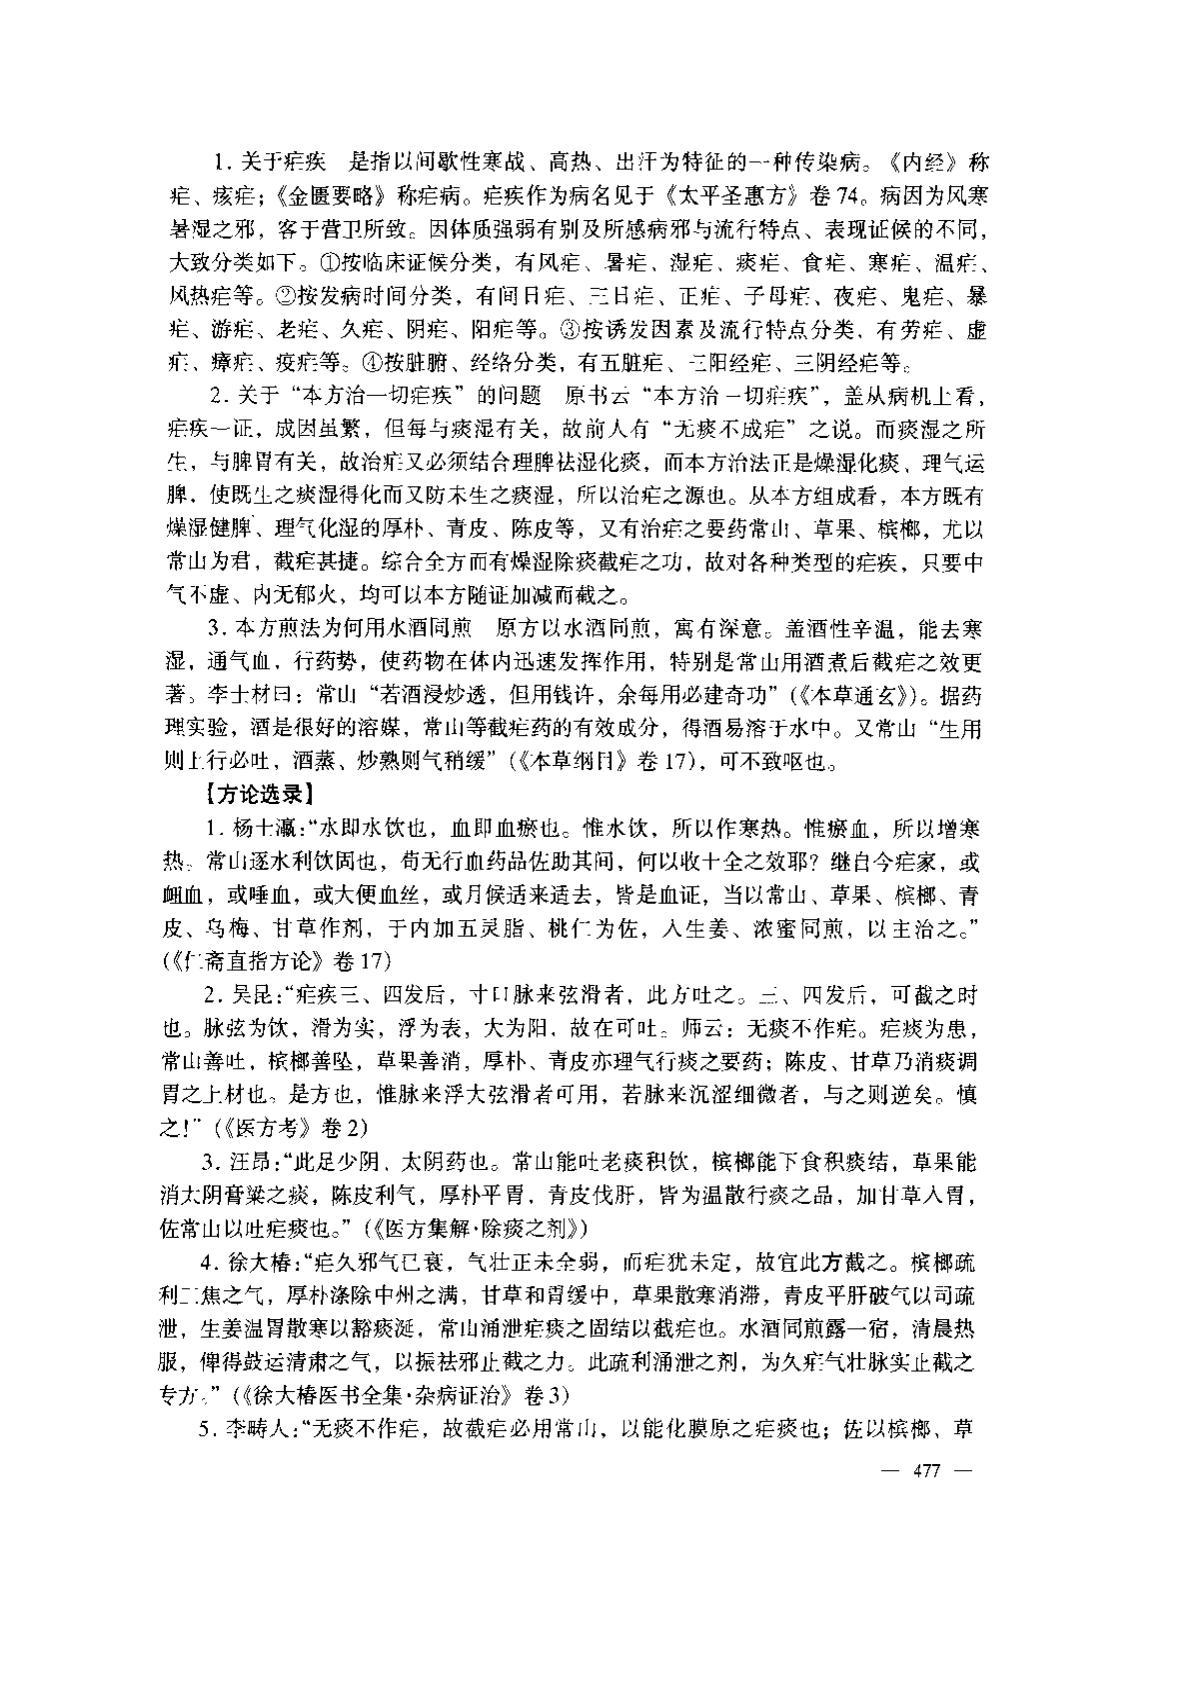 1. 关于疟疾　是指以间歇性寒战、高热、出汗为特征的一种传染病。《内经》称
疟、痎疟；《金匮要略》称疟病。疟疾作为病名见于《太平圣惠方》卷 74。病因为风寒
暑湿之邪，客于营卫所致。因体质强弱有别及所感病邪与流行特点、表现证候的不同，
大致分类如下。①按临床证候分类，有风疟、暑疟、湿疟、痰疟、食疟、寒疟、温疟、
风热疟等。②按发病时间分类，有间日疟、三日疟、正疟、子母疟、夜疟、鬼疟、暴
疟、游疟、老疟、久疟、阴疟、阳疟等。③按诱发因素及流行特点分类，有劳疟、虚
疟、瘴疟、疫疟等。④按脏腑、经络分类，有五脏疟、三阳经疟、三阴经疟等。
2. 关于“本方治一切疟疾”的问题　原书云“本方治一切疟疾”，盖从病机上看，
疟疾一证，成因虽繁，但每与痰湿有关，故前人有“无痰不成疟”之说。而痰湿之所
生，与脾胃有关，故治疟又必须结合理脾祛湿化痰，而本方治法正是燥湿化痰、理气运
脾，使既生之痰湿得化而又防未生之痰湿，所以治疟之源也。从本方组成看，本方既有
燥湿健脾、理气化湿的厚朴、青皮、陈皮等，又有治疟之要药常山、草果、槟榔，尤以
常山为君，截疟甚捷。综合全方而有燥湿除痰截疟之功，故对各种类型的疟疾，只要中
气不虚、内无郁火，均可以本方随证加减而截之。
3. 本方煎法为何用水酒同煎　原方以水酒同煎，寓有深意。盖酒性辛温，能去寒
湿，通气血，行药势，使药物在体内迅速发挥作用，特别是常山用酒煮后截疟之效更
著。李士材曰：常山“若酒浸炒透，但用钱许，余每用必建奇功”（《本草通玄》）。据药
理实验，酒是很好的溶媒，常山等截疟药的有效成分，得酒易溶于水中。又常山“生用
则上行必吐，酒蒸、炒熟则气稍缓”（《本草纲目》卷 17），可不致呕也。
【方论选录】
1. 杨士瀛：“水即水饮也，血即血瘀也。惟水饮，所以作寒热。惟瘀血，所以增寒
热。常山逐水利饮固也，苟无行血药品佐助其间，何以收十全之效耶？继自今疟家，或
衄血，或唾血，或大便血丝，或月候适来适去，皆是血证，当以常山、草果、槟榔、青
皮、乌梅、甘草作剂，于内加五灵脂、桃仁为佐，入生姜、浓蜜同煎，以主治之。”
（《仁斋直指方论》卷 17）
2. 吴昆：“疟疾三、四发后，寸口脉来弦滑者，此方吐之。三、四发后，可截之时
也。脉弦为饮，滑为实，浮为表，大为阳，故在可吐。师云：无痰不作疟。疟痰为患，
常山善吐，槟榔善坠，草果善消，厚朴、青皮亦理气行痰之要药；陈皮、甘草乃消痰调
胃之上材也。是方也，惟脉来浮大弦滑者可用，若脉来沉涩细微者，与之则逆矣。慎
之！”（《医方考》卷 2）
3. 汪昂：“此足少阴、太阴药也。常山能吐老痰积饮，槟榔能下食积痰结，草果能
消太阴膏粱之痰，陈皮利气，厚朴平胃，青皮伐肝，皆为温散行痰之品，加甘草入胃，
佐常山以吐疟痰也。”（《医方集解·除痰之剂》）
4. 徐大椿：“疟久邪气已衰，气壮正未全弱，而疟犹未定，故宜此方截之。槟榔疏
利三焦之气，厚朴涤除中州之满，甘草和胃缓中，草果散寒消滞，青皮平肝破气以司疏
泄，生姜温胃散寒以豁痰涎，常山涌泄疟痰之固结以截疟也。水酒同煎露一宿，清晨热
服，俾得鼓运清肃之气，以振祛邪止截之力。此疏利涌泄之剂，为久疟气壮脉实止截之
专方。”（《徐大椿医书全集·杂病证治》卷 3）
5. 李畴人：“无痰不作疟，故截疟必用常山，以能化膜原之疟痰也；佐以槟榔、草
— 477 —